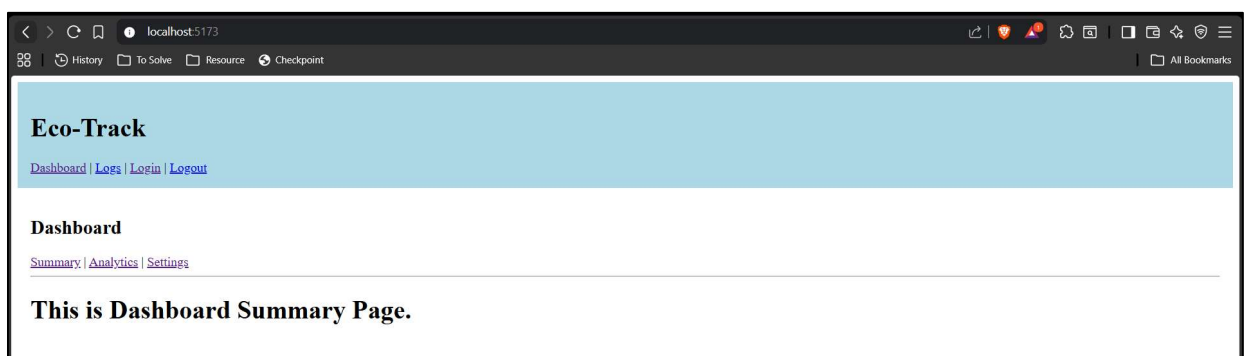 localhost:5173
1
History To Solve Resource Checkpoint All Bookmarks
Eco-Track
Dashboard | Logs | Login | Logout
Dashboard
Summary | Analytics | Settings
This is Dashboard Summary Page.